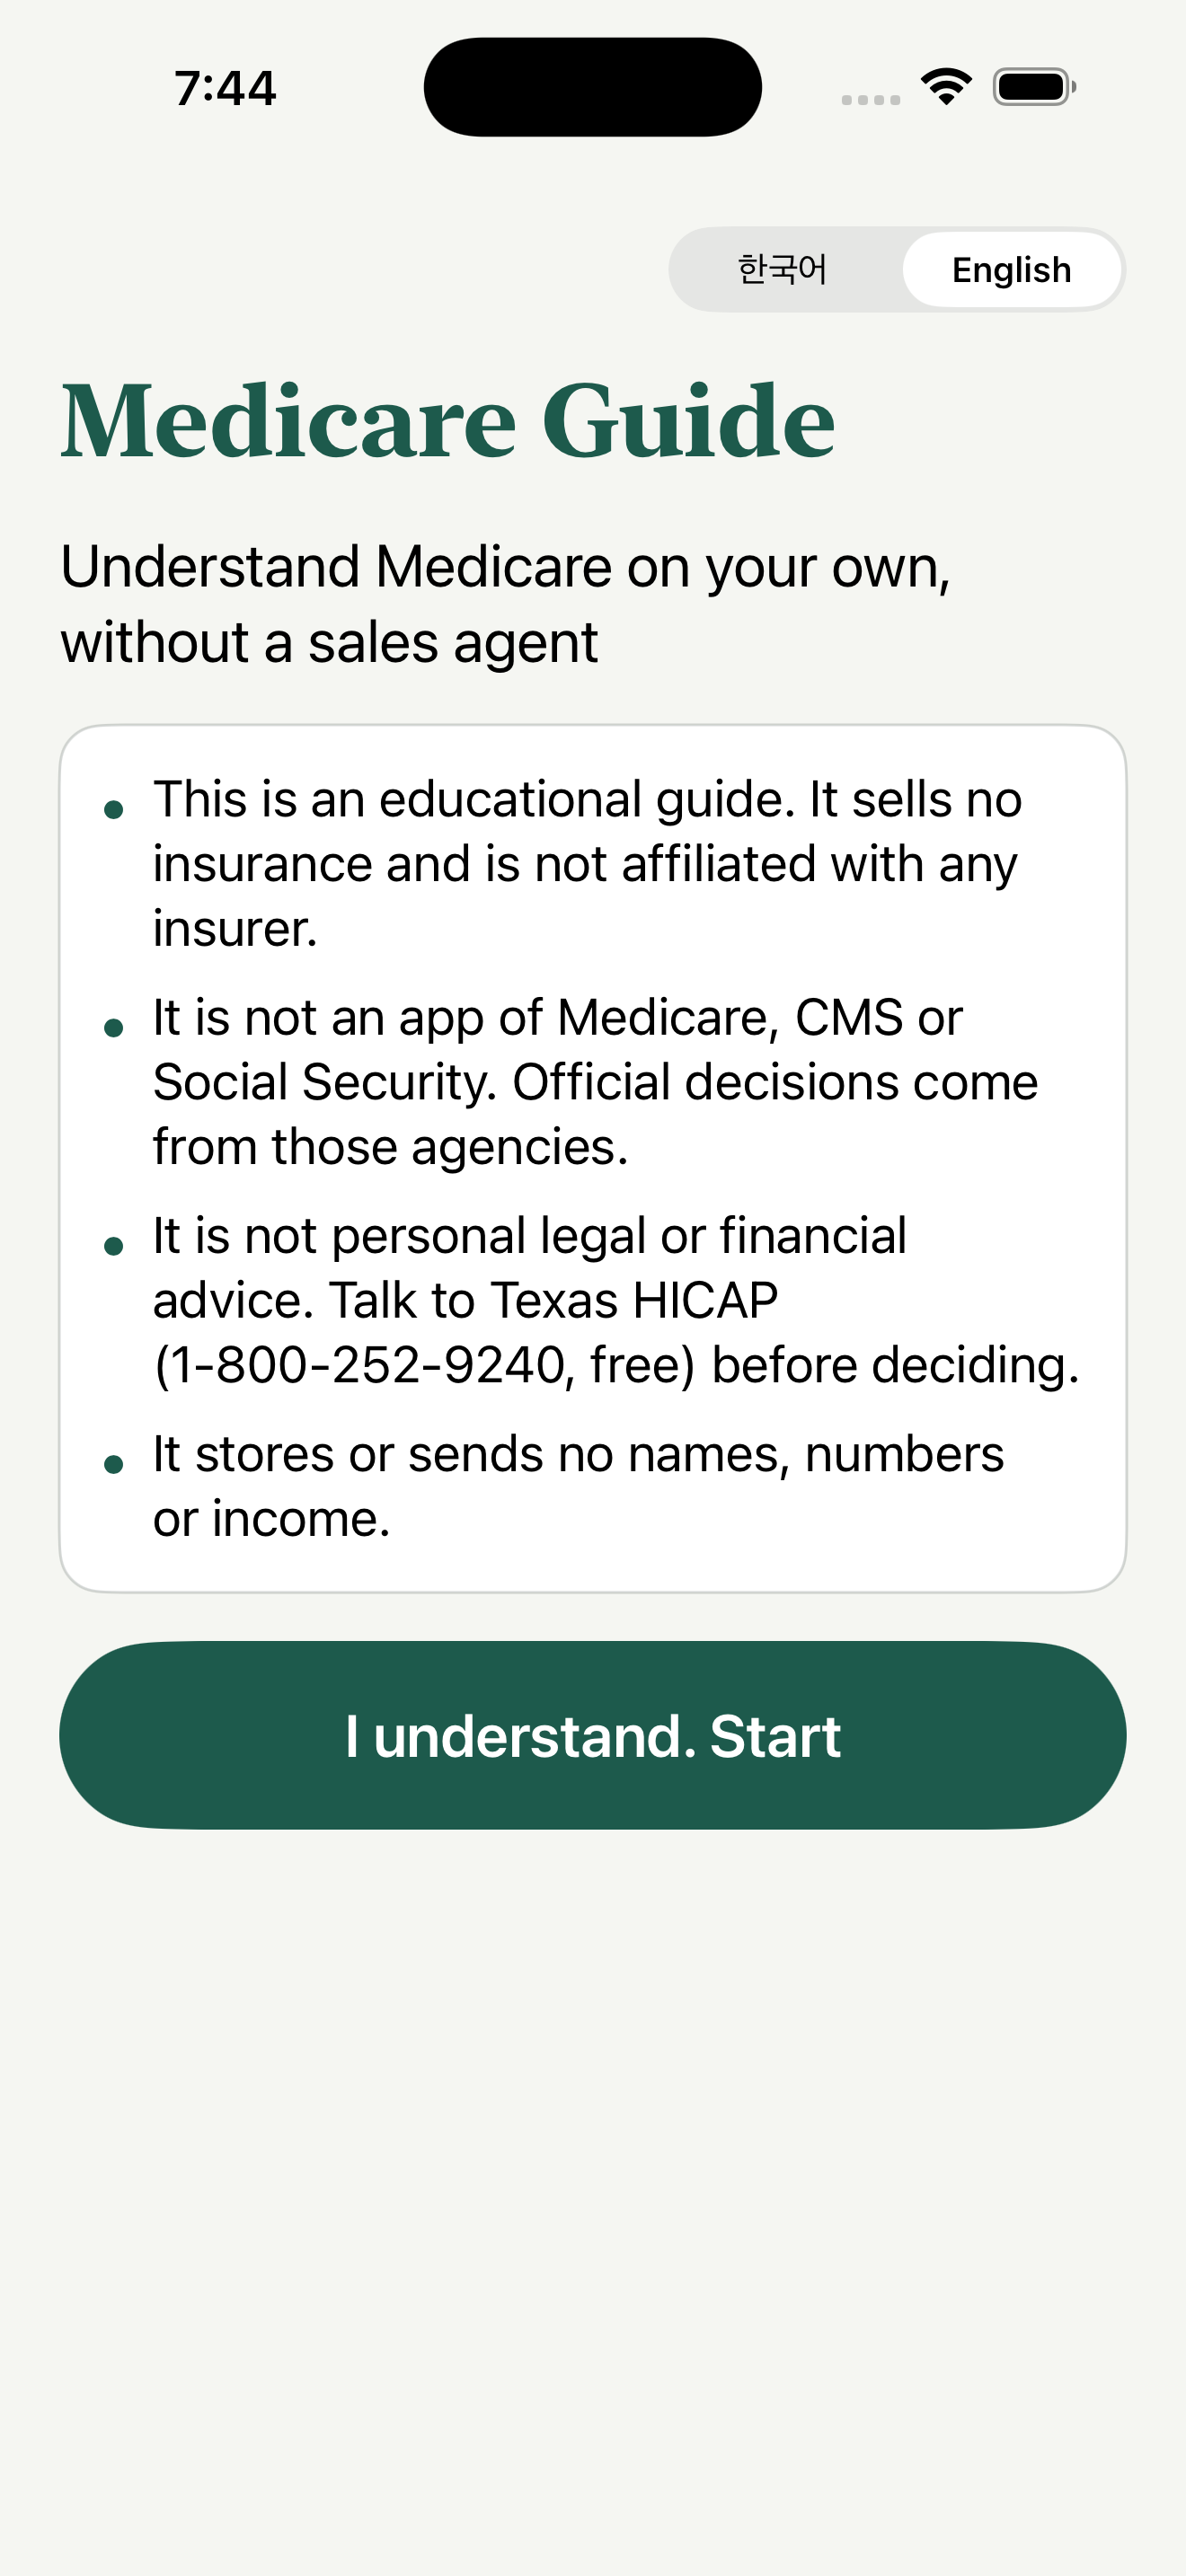 7:44
한국어 English
Medicare Guide
Understand Medicare on your own,
without a sales agent
• This is an educational guide. It sells no
insurance and is not affiliated with any
insurer.
• It is not an app of Medicare, CMS or
Social Security. Official decisions come
from those agencies.
• It is not personal legal or financial
advice. Talk to Texas HICAP
(1-800-252-9240, free) before deciding.
• It stores or sends no names, numbers
or income.
I understand. Start